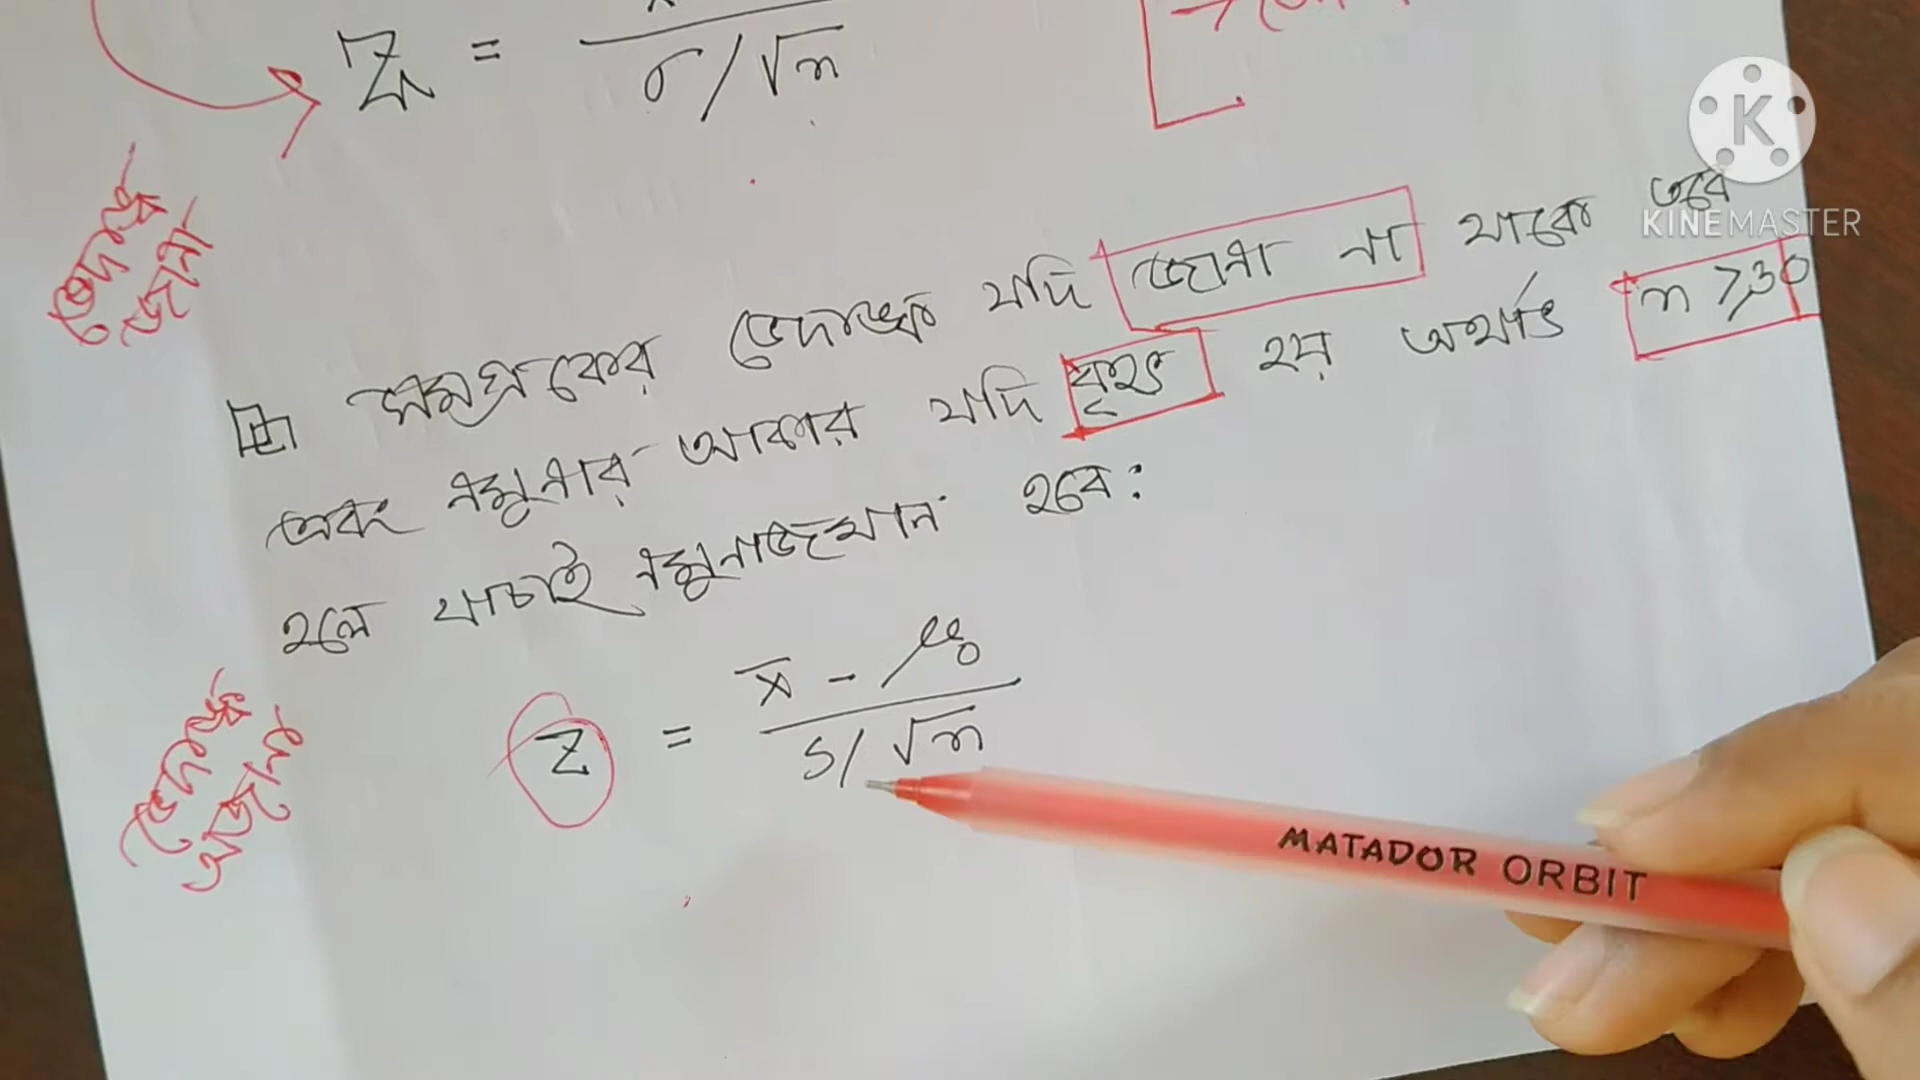 Z =
σ/√n
K
KINEMASTER
সমগ্রকের ভেদাঙ্ক যদি জানা না থাকে তবে
এবং নমুনার আকার যদি বৃহৎ হয় অর্থাৎ n ≥ 30
হলে যাচাই নমুনাজমান হবে:
Z = x̄ - μ₀
S/√n
MATADOR ORBIT